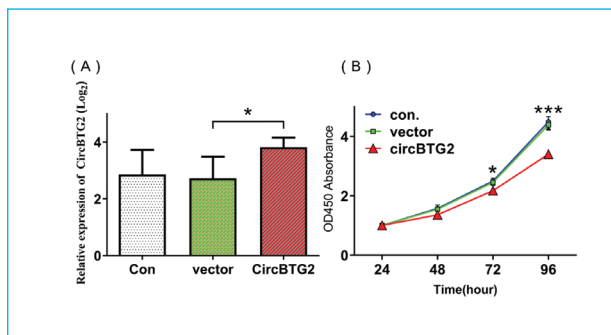 ( A )
Relative expression of CircBTG2 (Log2)
4
2
0
*
Con
vector
CircBTG2
( B )
OD450 Absorbance
4
2
0
con.
vector
circBTG2
*
***
24
48
72
96
Time(hour)